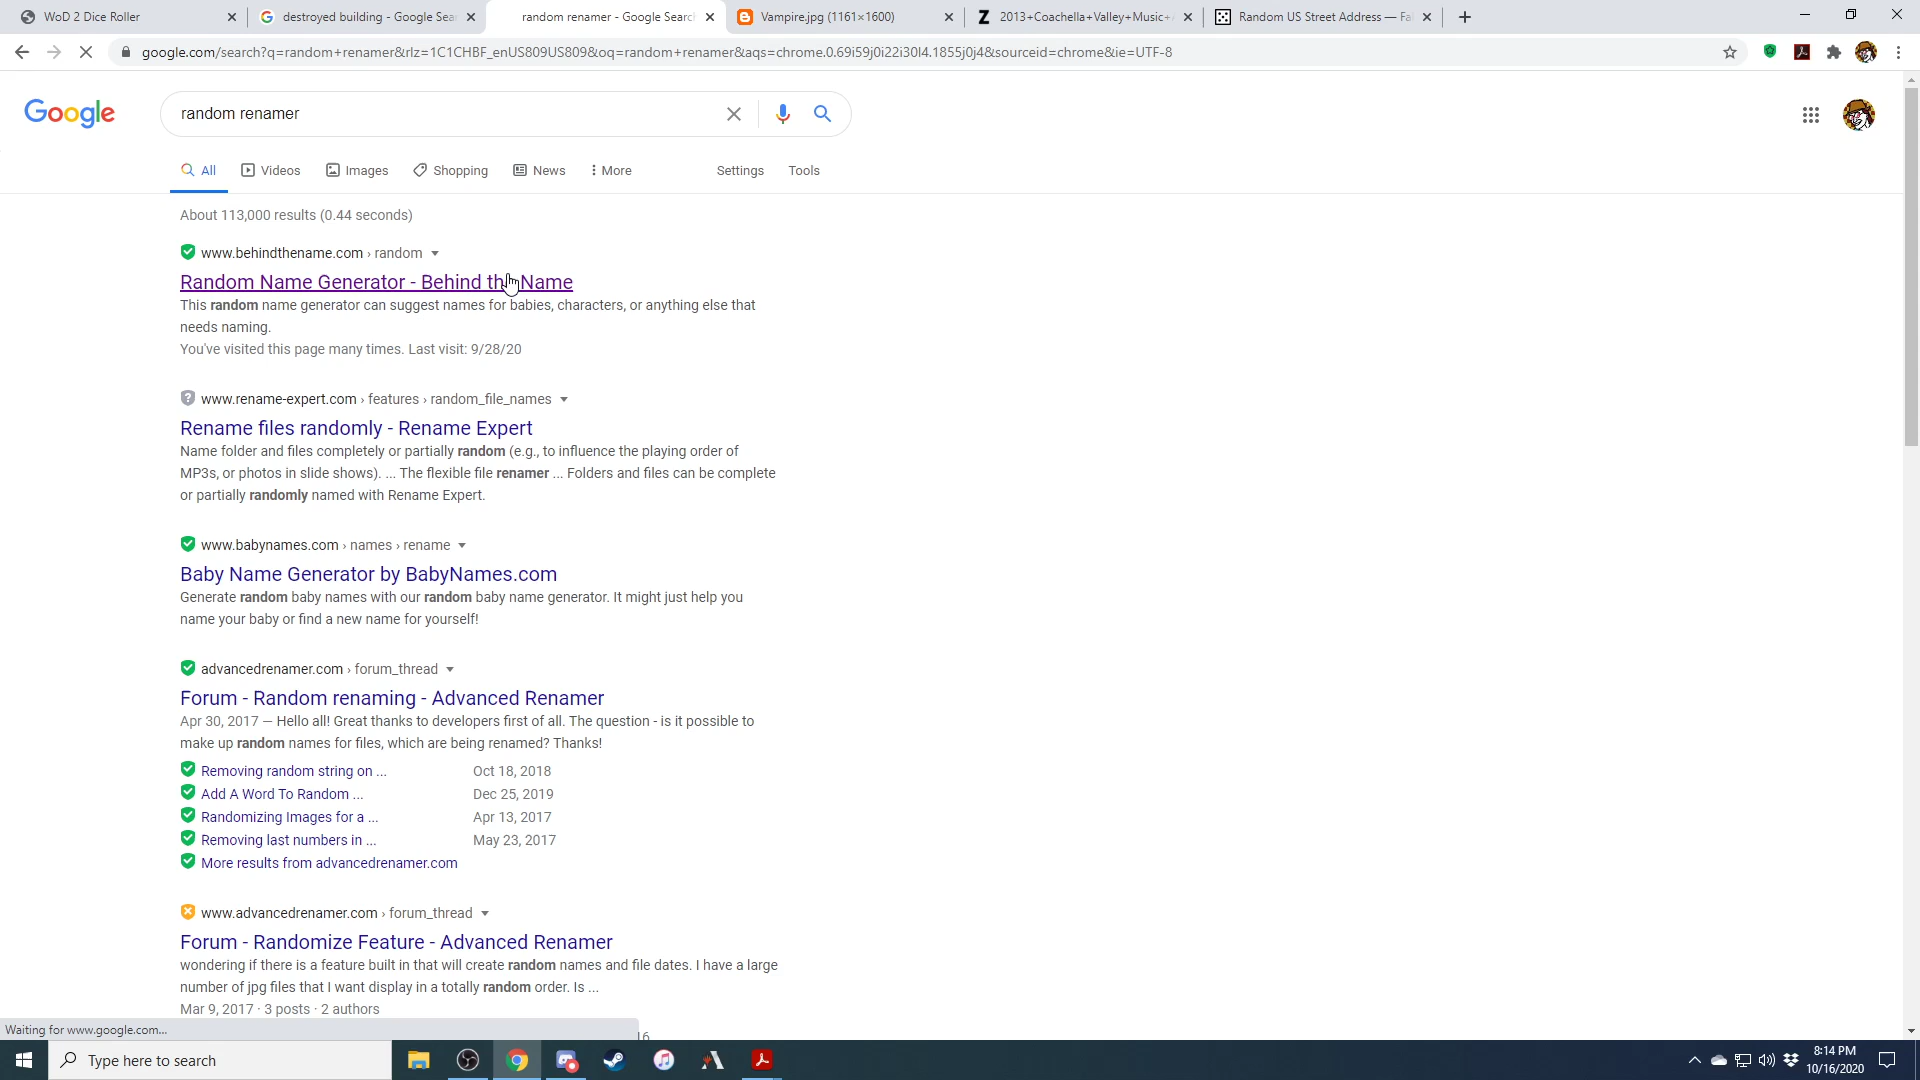 WoD 2 Dice Roller
destroyed building - Google Sear
random renamer - Google Search
Vampire.jpg (1161×1600)
2013+Coachella+Valley+Music+
Random US Street Address — Fa
google.com/search?q=random+renamer&rlz=1C1CHBF_enUS809US809&oq=random+renamer&aqs=chrome.0.69i59j0i22i30l4.1855j0j4&sourceid=chrome&ie=UTF-8
Google
random renamer
All
Videos
Images
Shopping
News
More
Settings
Tools
About 113,000 results (0.44 seconds)
www.behindthename.com › random
Random Name Generator - Behind the Name
This random name generator can suggest names for babies, characters, or anything else that
needs naming.
You've visited this page many times. Last visit: 9/28/20
www.rename-expert.com › features › random_file_names
Rename files randomly - Rename Expert
Name folder and files completely or partially random (e.g., to influence the playing order of
MP3s, or photos in slide shows). ... The flexible file renamer ... Folders and files can be complete
or partially randomly named with Rename Expert.
www.babynames.com › names › rename
Baby Name Generator by BabyNames.com
Generate random baby names with our random baby name generator. It might just help you
name your baby or find a new name for yourself!
advancedrenamer.com › forum_thread
Forum - Random renaming - Advanced Renamer
Apr 30, 2017 — Hello all! Great thanks to developers first of all. The question - is it possible to
make up random names for files, which are being renamed? Thanks!
Removing random string on ... Oct 18, 2018
Add A Word To Random ... Dec 25, 2019
Randomizing Images for a ... Apr 13, 2017
Removing last numbers in ... May 23, 2017
More results from advancedrenamer.com
www.advancedrenamer.com › forum_thread
Forum - Randomize Feature - Advanced Renamer
wondering if there is a feature built in that will create random names and file dates. I have a large
number of jpg files that I want display in a totally random order. Is ...
Mar 9, 2017 · 3 posts · 2 authors
Waiting for www.google.com...
Type here to search
8:14 PM
10/16/2020